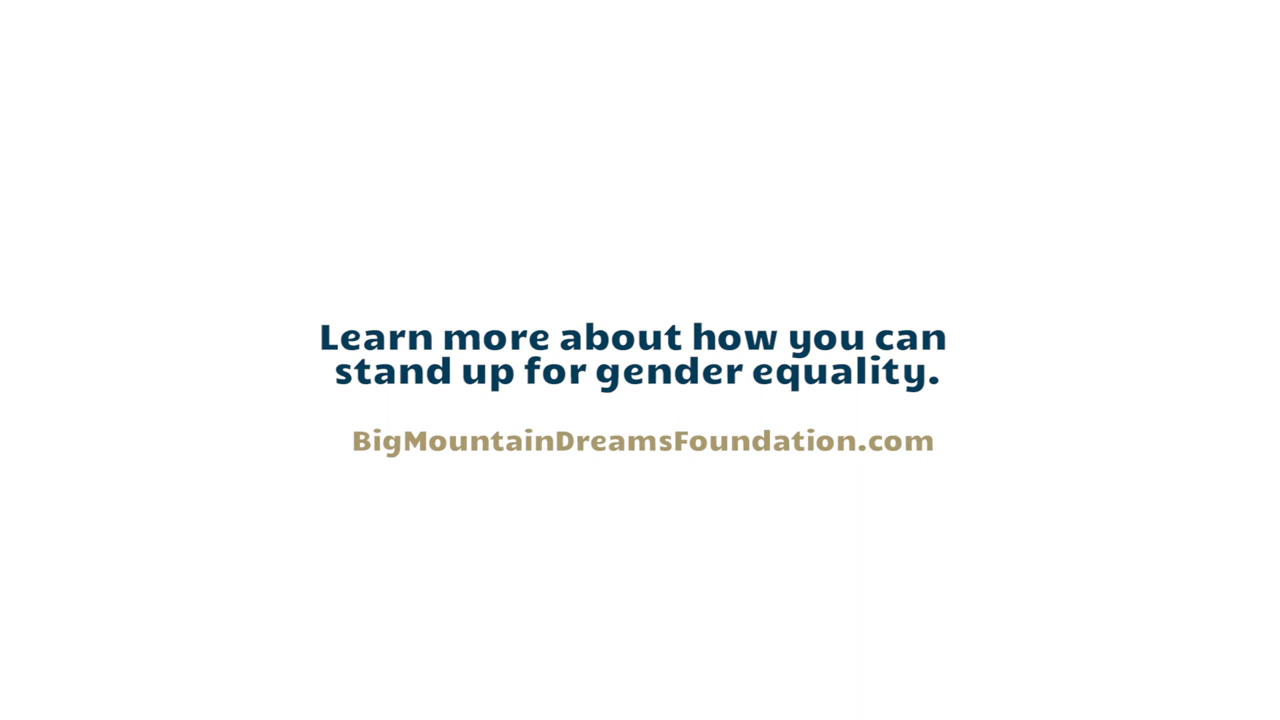 Learn more about how you can
stand up for gender equality.
BigMountainDreamsFoundation.com